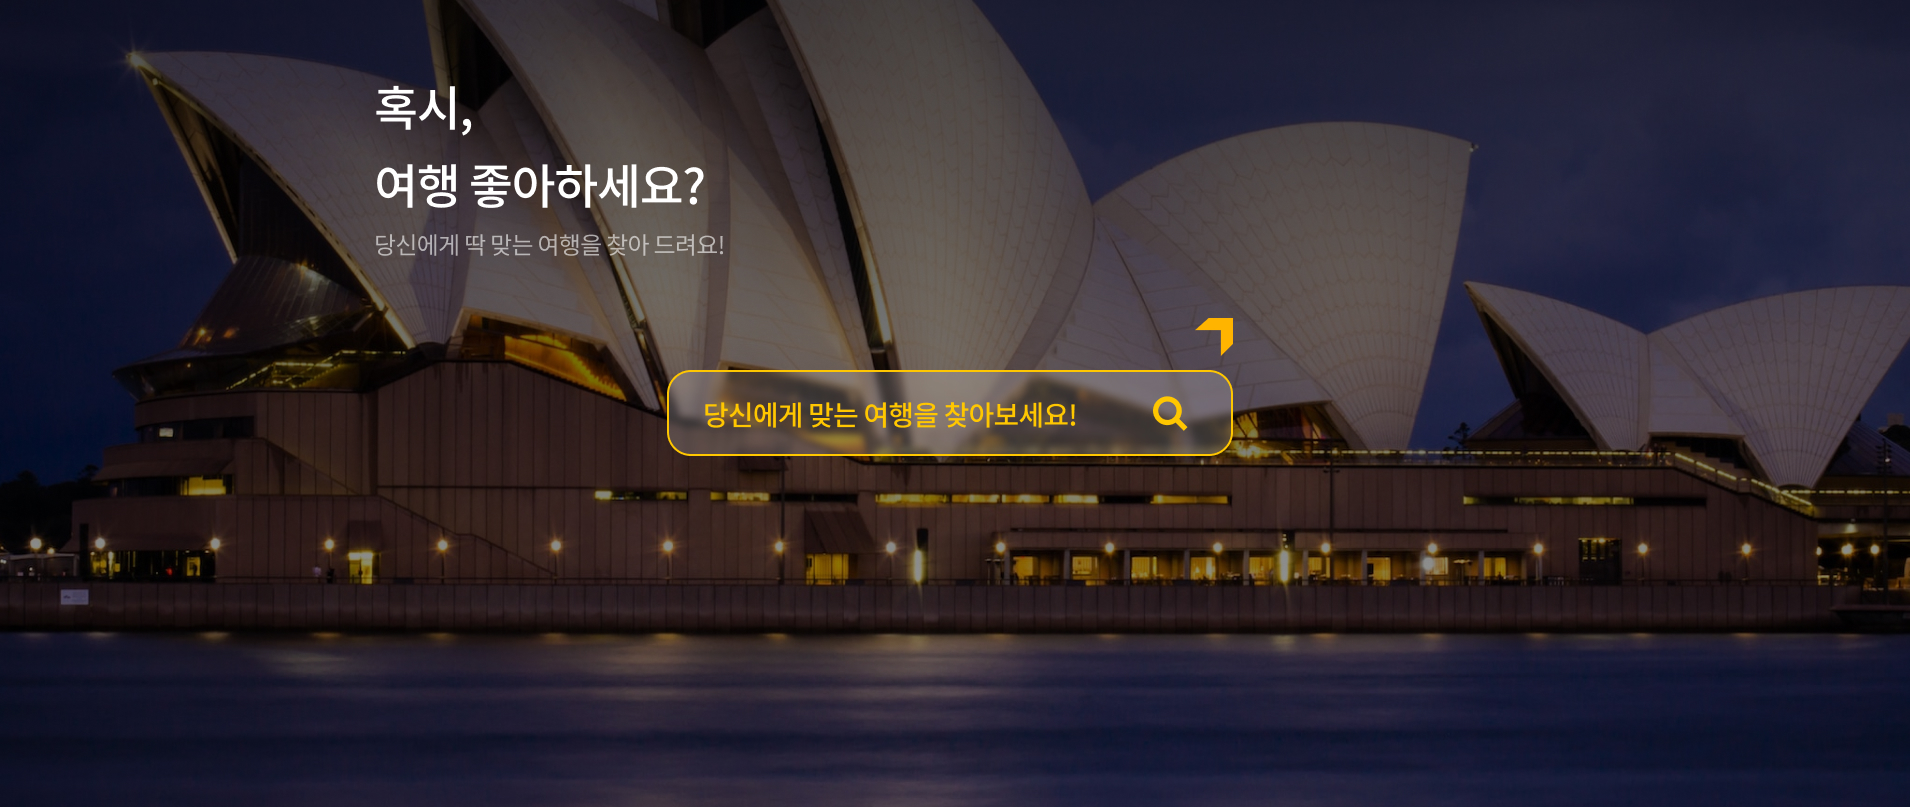 혹시,
여행 좋아하세요?
당신에게 딱 맞는 여행을 찾아 드려요!
당신에게 맞는 여행을 찾아보세요!